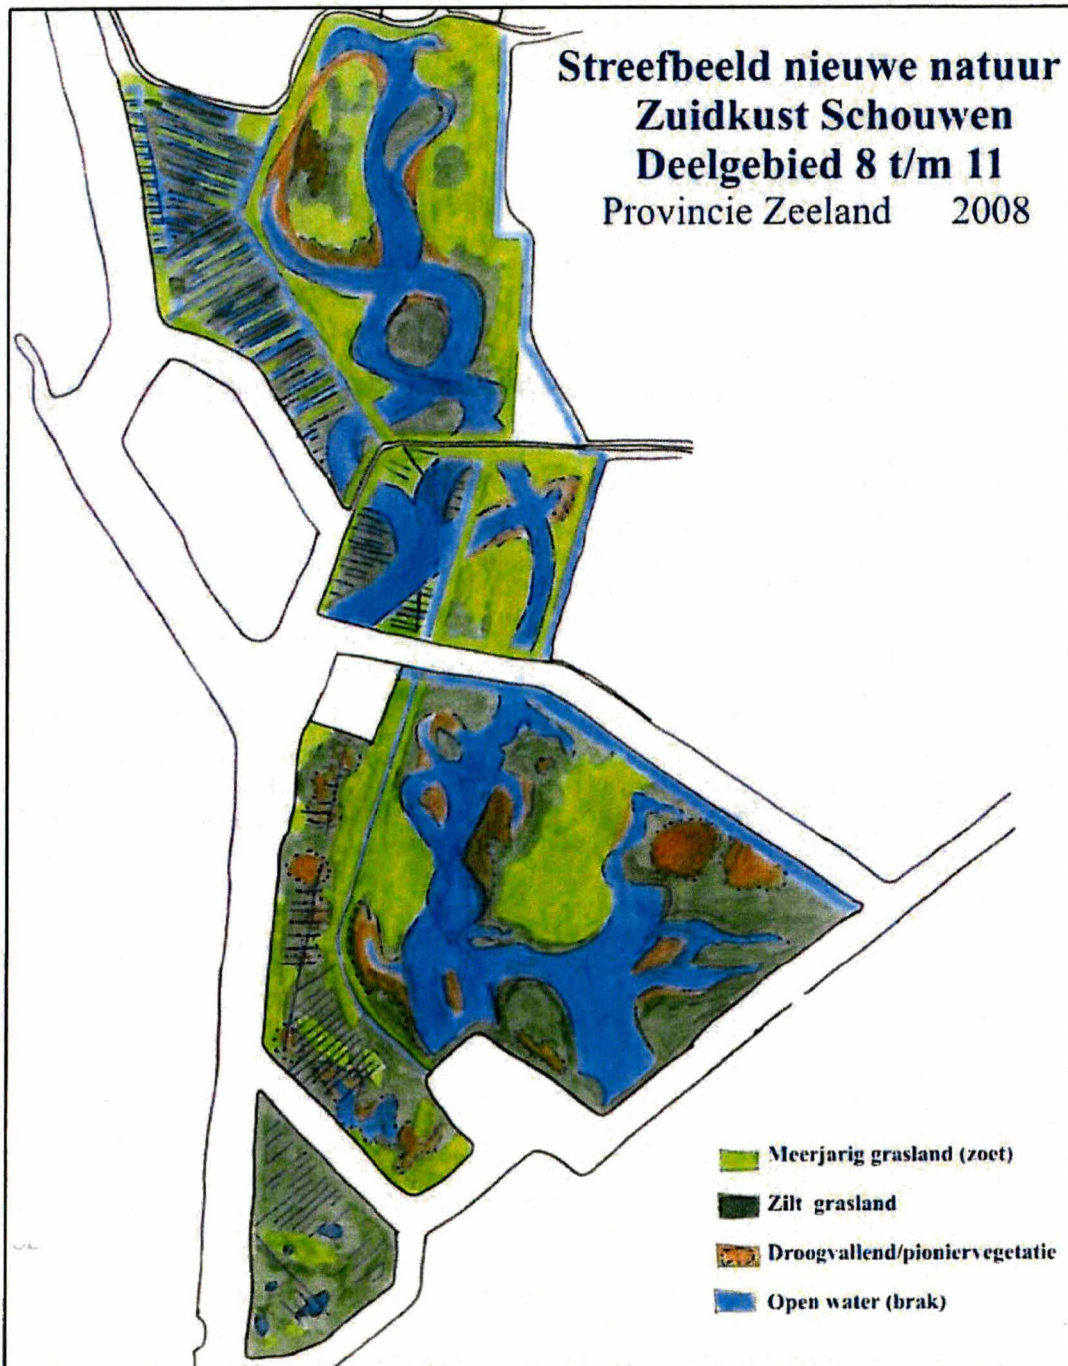 Streefbeeld nieuwe natuur
Zuidkust Schouwen
Deelgebied 8 t/m 11
Provincie Zeeland 2008
Meerjarig grasland (zoet)
Zilt grasland
Droogvallend/pioniervegetatie
Open water (brak)